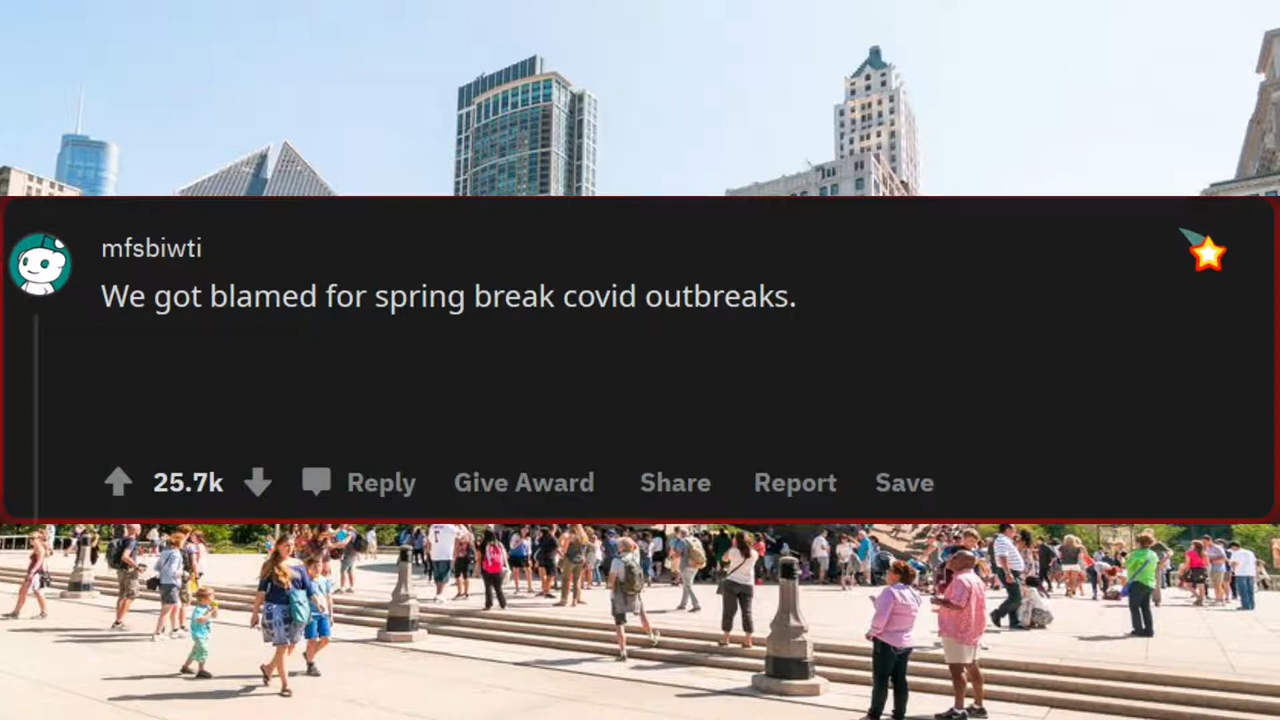 mfsbiwti
We got blamed for spring break covid outbreaks.
25.7k Reply Give Award Share Report Save